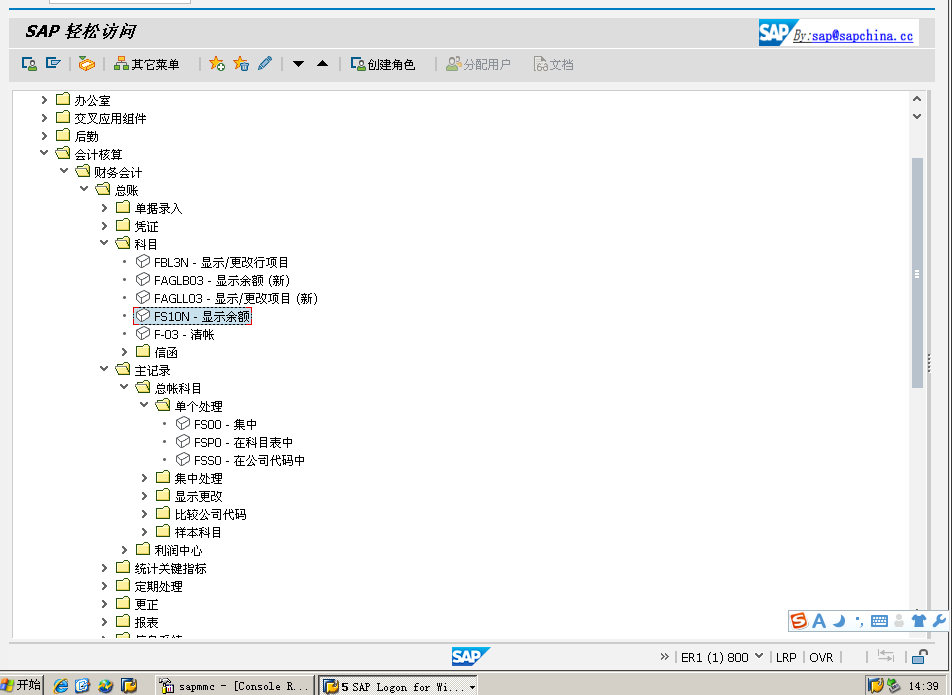 SAP 轻松访问
SAP By:sap@sapchina.cc
其它菜单 创建角色 分配用户 文档
办公室
交叉应用组件
后勤
会计核算
财务会计
总账
单据录入
凭证
科目
FBL3N - 显示/更改行项目
FAGLB03 - 显示余额 (新)
FAGLL03 - 显示/更改项目 (新)
FS10N - 显示余额
F-03 - 清帐
信函
主记录
总帐科目
单个处理
FS00 - 集中
FSP0 - 在科目表中
FSS0 - 在公司代码中
集中处理
显示更改
比较公司代码
样本科目
利润中心
统计关键指标
定期处理
更正
报表
SAP
ER1 (1) 800 LRP OVR
开始 sapmmc - [Console R... 5 SAP Logon for Wi... 14:39